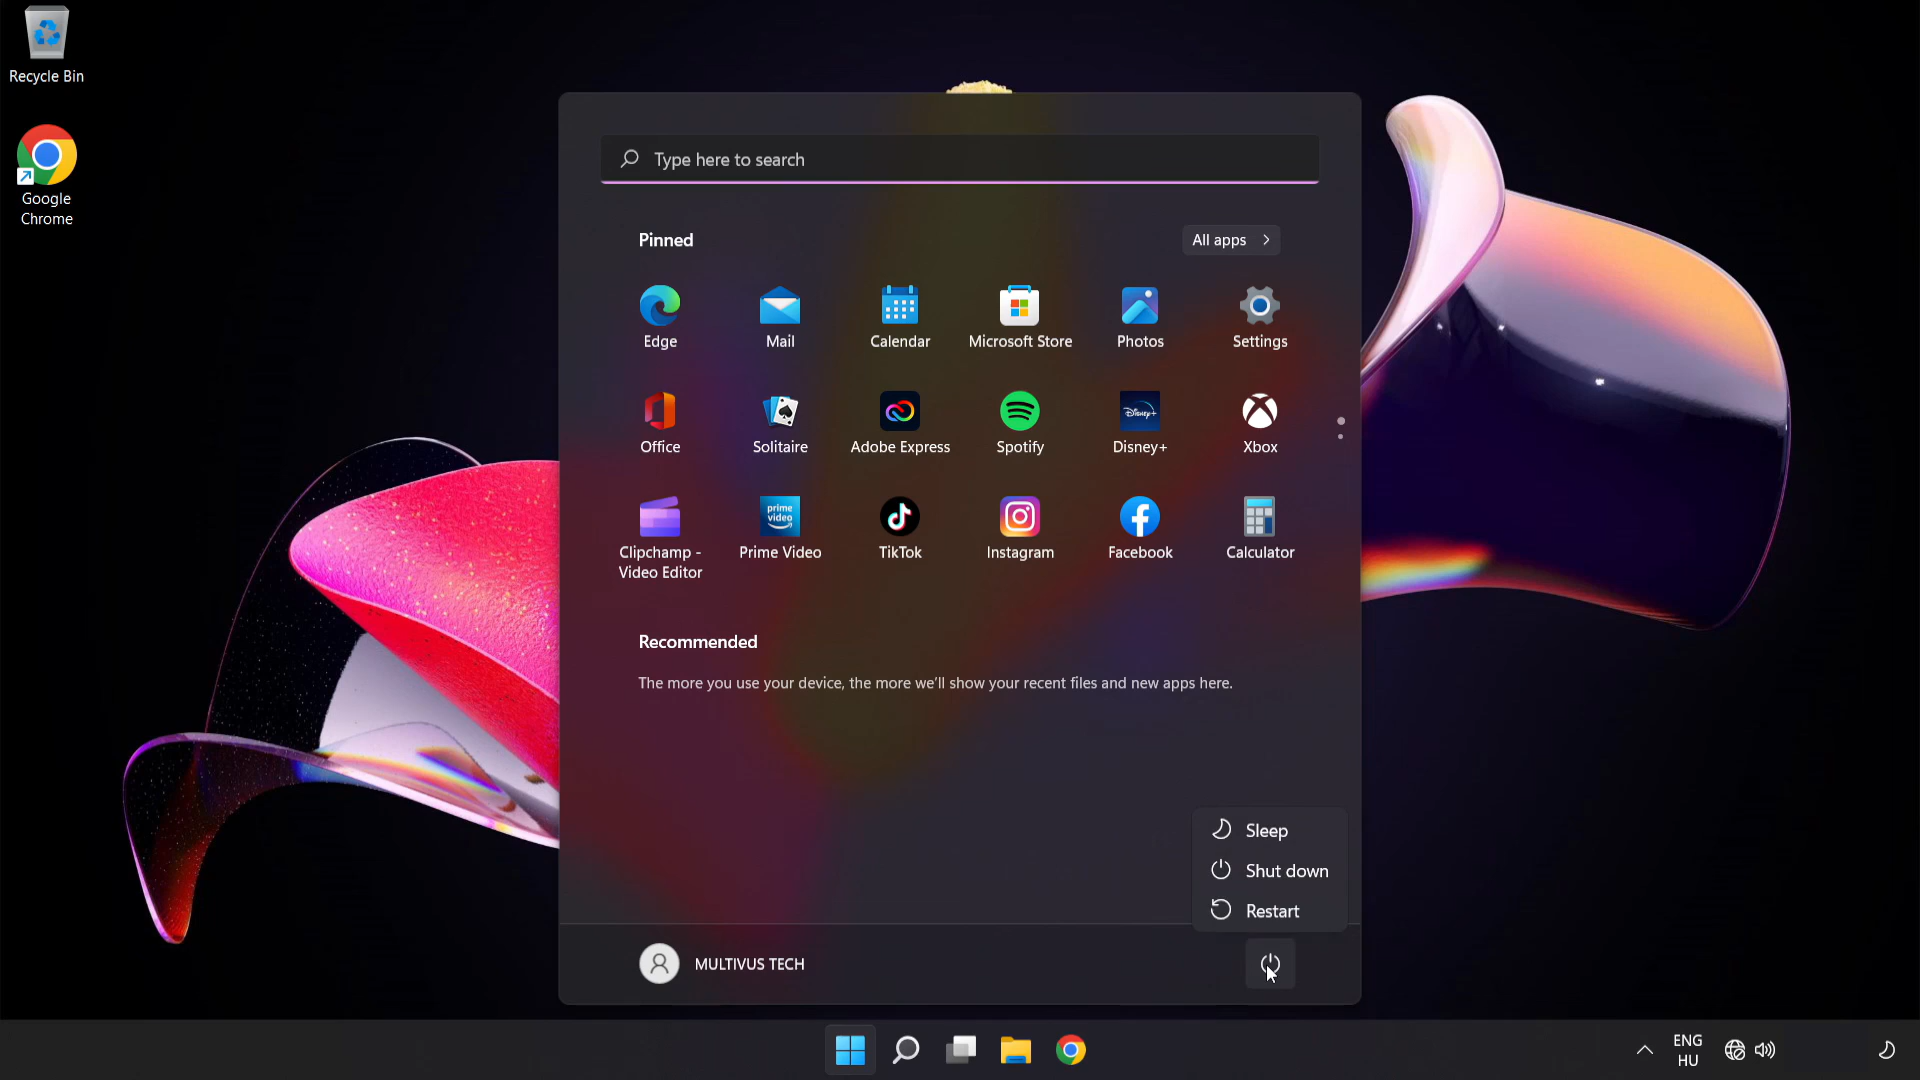 Recycle Bin
Google
Chrome
Type here to search
Pinned
All apps
Edge
Mail
Calendar
Microsoft Store
Photos
Settings
Office
Solitaire
Adobe Express
Spotify
Disney+
Disney+
Xbox
prime
video
Clipchamp -
Video Editor
Prime Video
TikTok
Instagram
Facebook
Calculator
Recommended
The more you use your device, the more we'll show your recent files and new apps here.
Sleep
Shut down
Restart
MULTIVUS TECH
ENG
HU